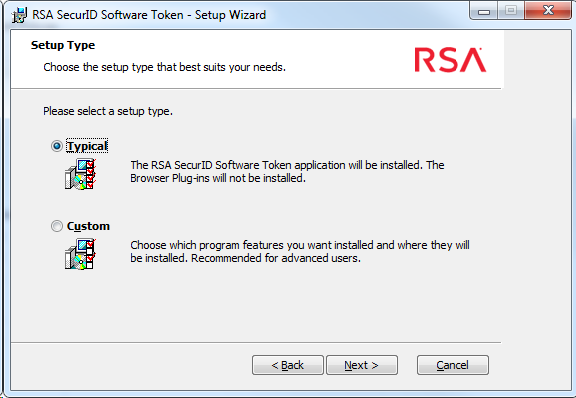 RSA SecurID Software Token - Setup Wizard
Setup Type
Choose the setup type that best suits your needs.
RSA
Please select a setup type.
Typical
The RSA SecurID Software Token application will be installed. The
Browser Plug-ins will not be installed.
Custom
Choose which program features you want installed and where they will
be installed. Recommended for advanced users.
< Back Next > Cancel